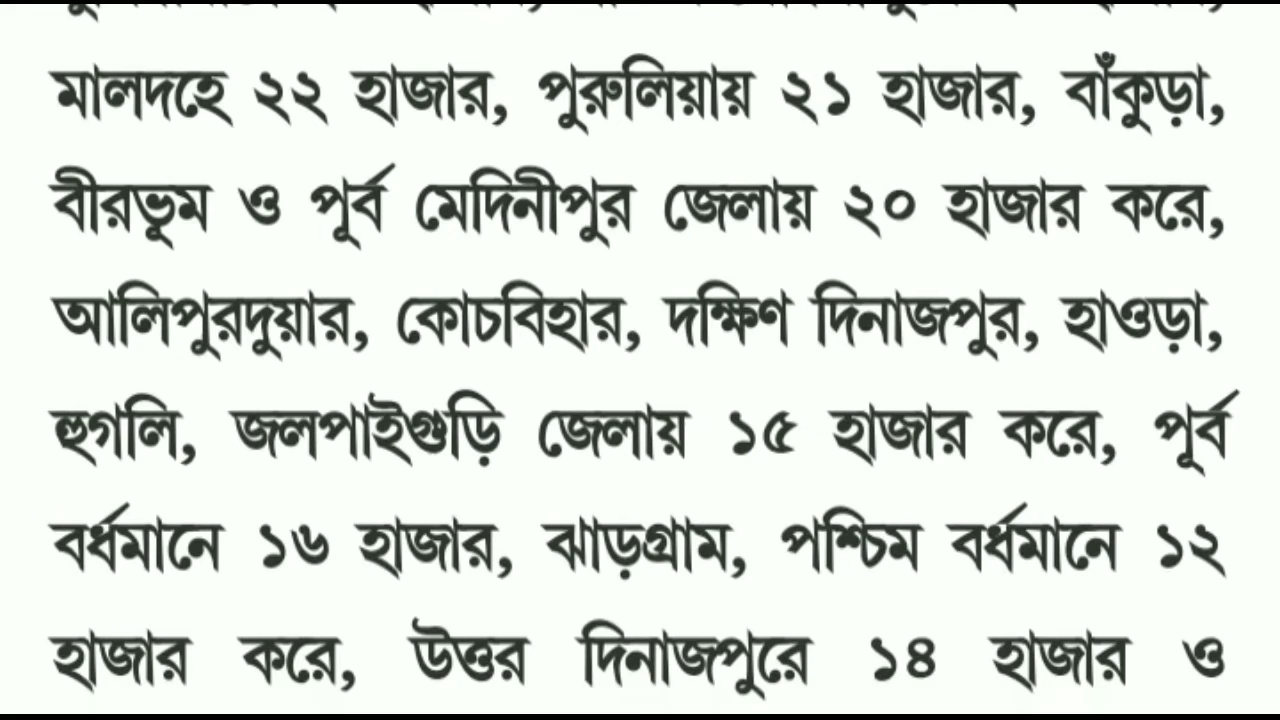 মালদহে ২২ হাজার, পুরুলিয়ায় ২১ হাজার, বাঁকুড়া,
বীরভূম ও পূর্ব মেদিনীপুর জেলায় ২০ হাজার করে,
আলিপুরদুয়ার, কোচবিহার, দক্ষিণ দিনাজপুর, হাওড়া,
হুগলি, জলপাইগুড়ি জেলায় ১৫ হাজার করে, পূর্ব
বর্ধমানে ১৬ হাজার, ঝাড়গ্রাম, পশ্চিম বর্ধমানে ১২
হাজার করে, উত্তর দিনাজপুরে ১৪ হাজার ও